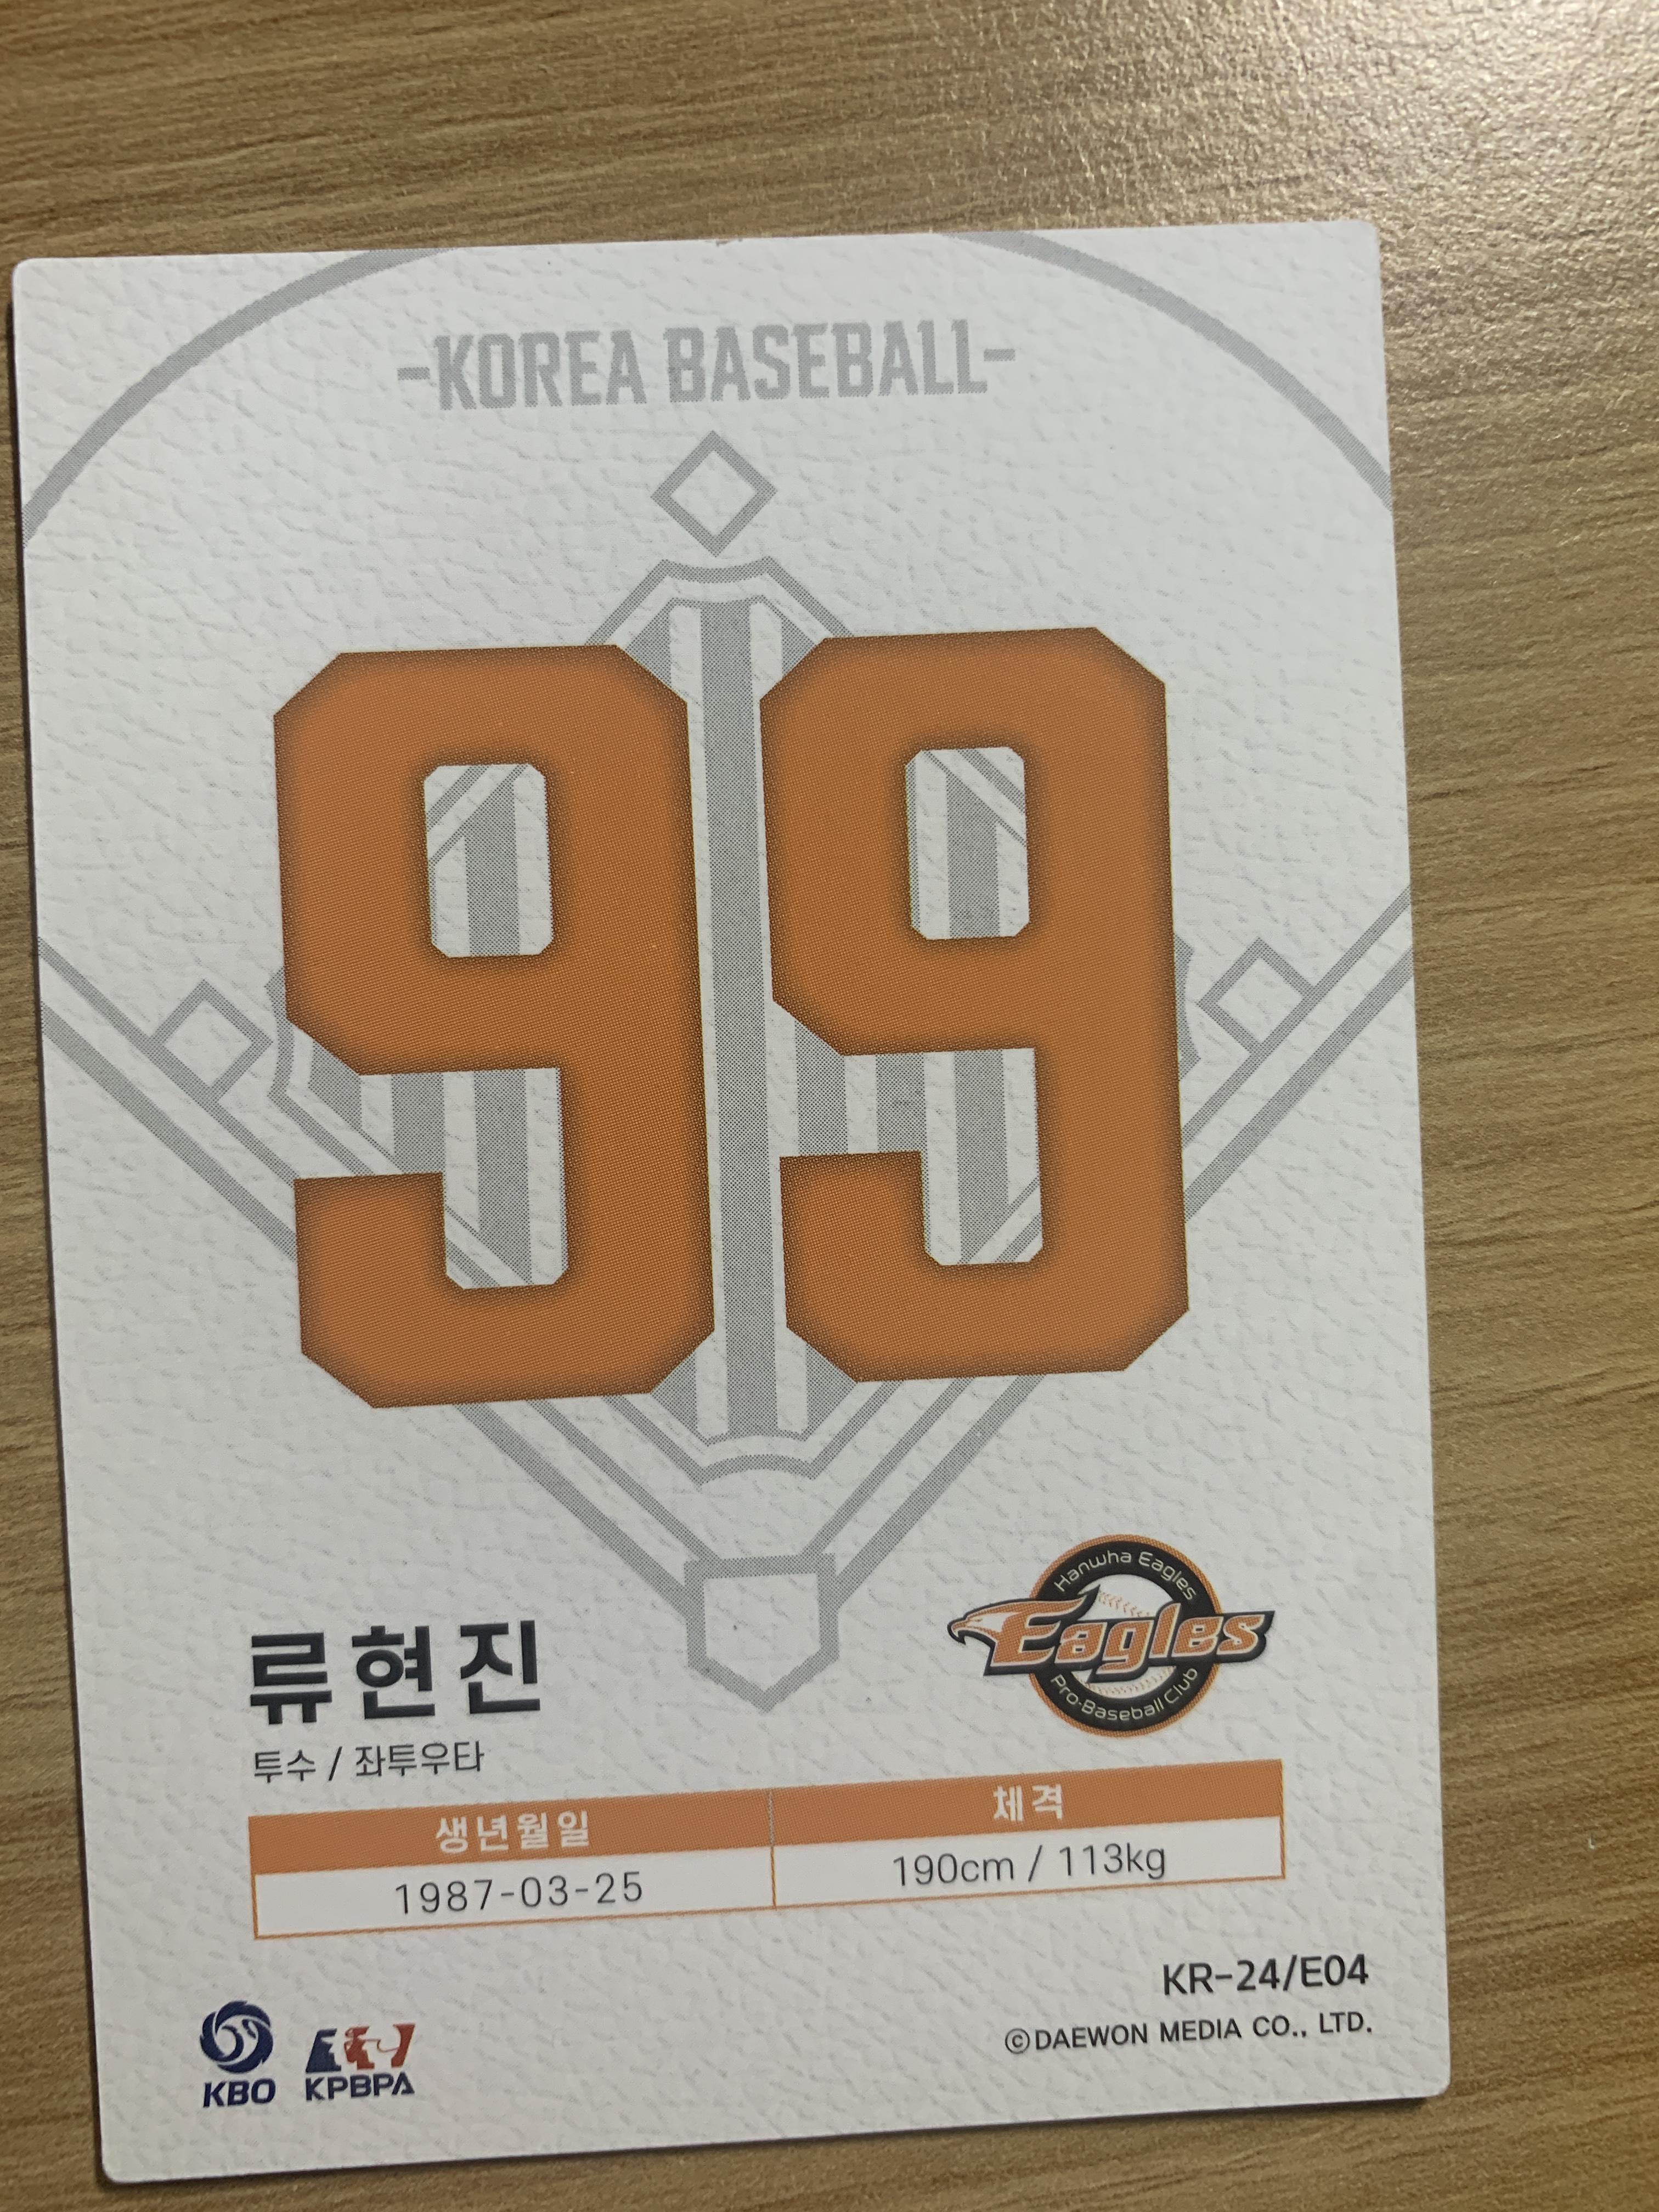 -KOREA BASEBALL-
99
Hanwha Eagles
Eagles
Pro-Baseball Club
류현진
투수 / 좌투우타
생년월일 체격
1987-03-25 190cm / 113kg
KR-24/E04
©DAEWON MEDIA CO., LTD.
KBO KPBPA